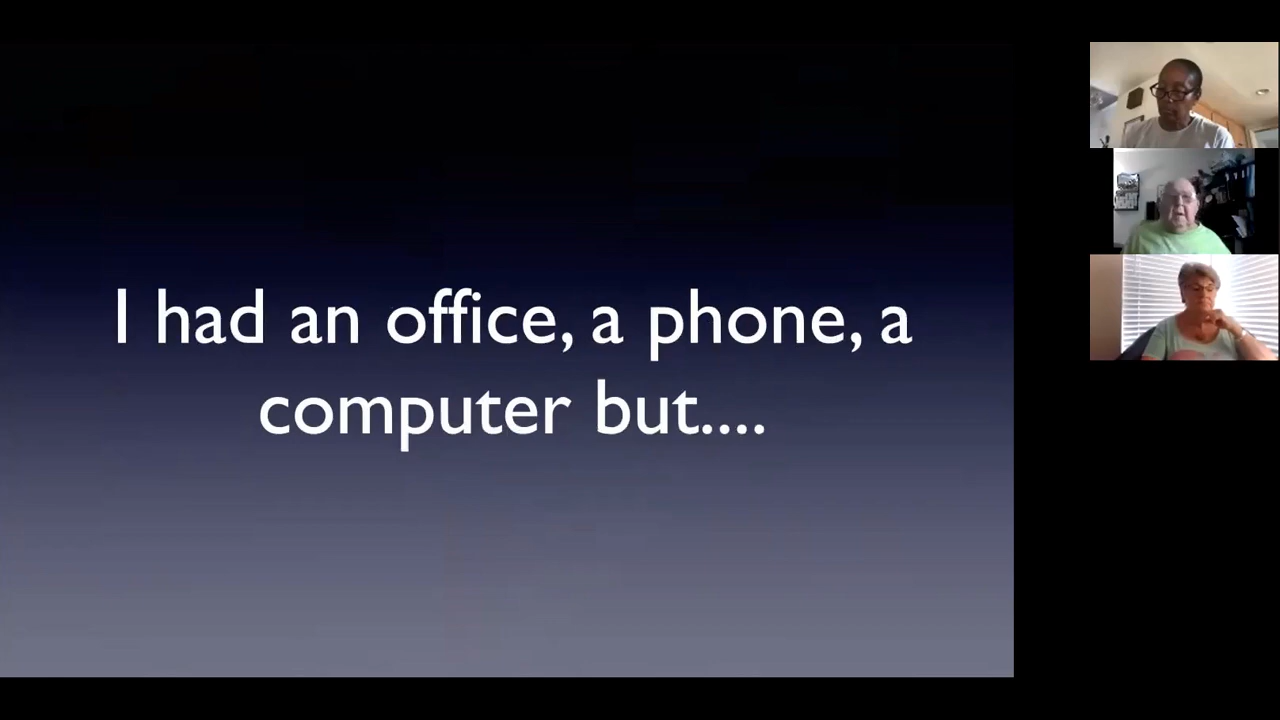 I had an office, a phone, a
computer but....